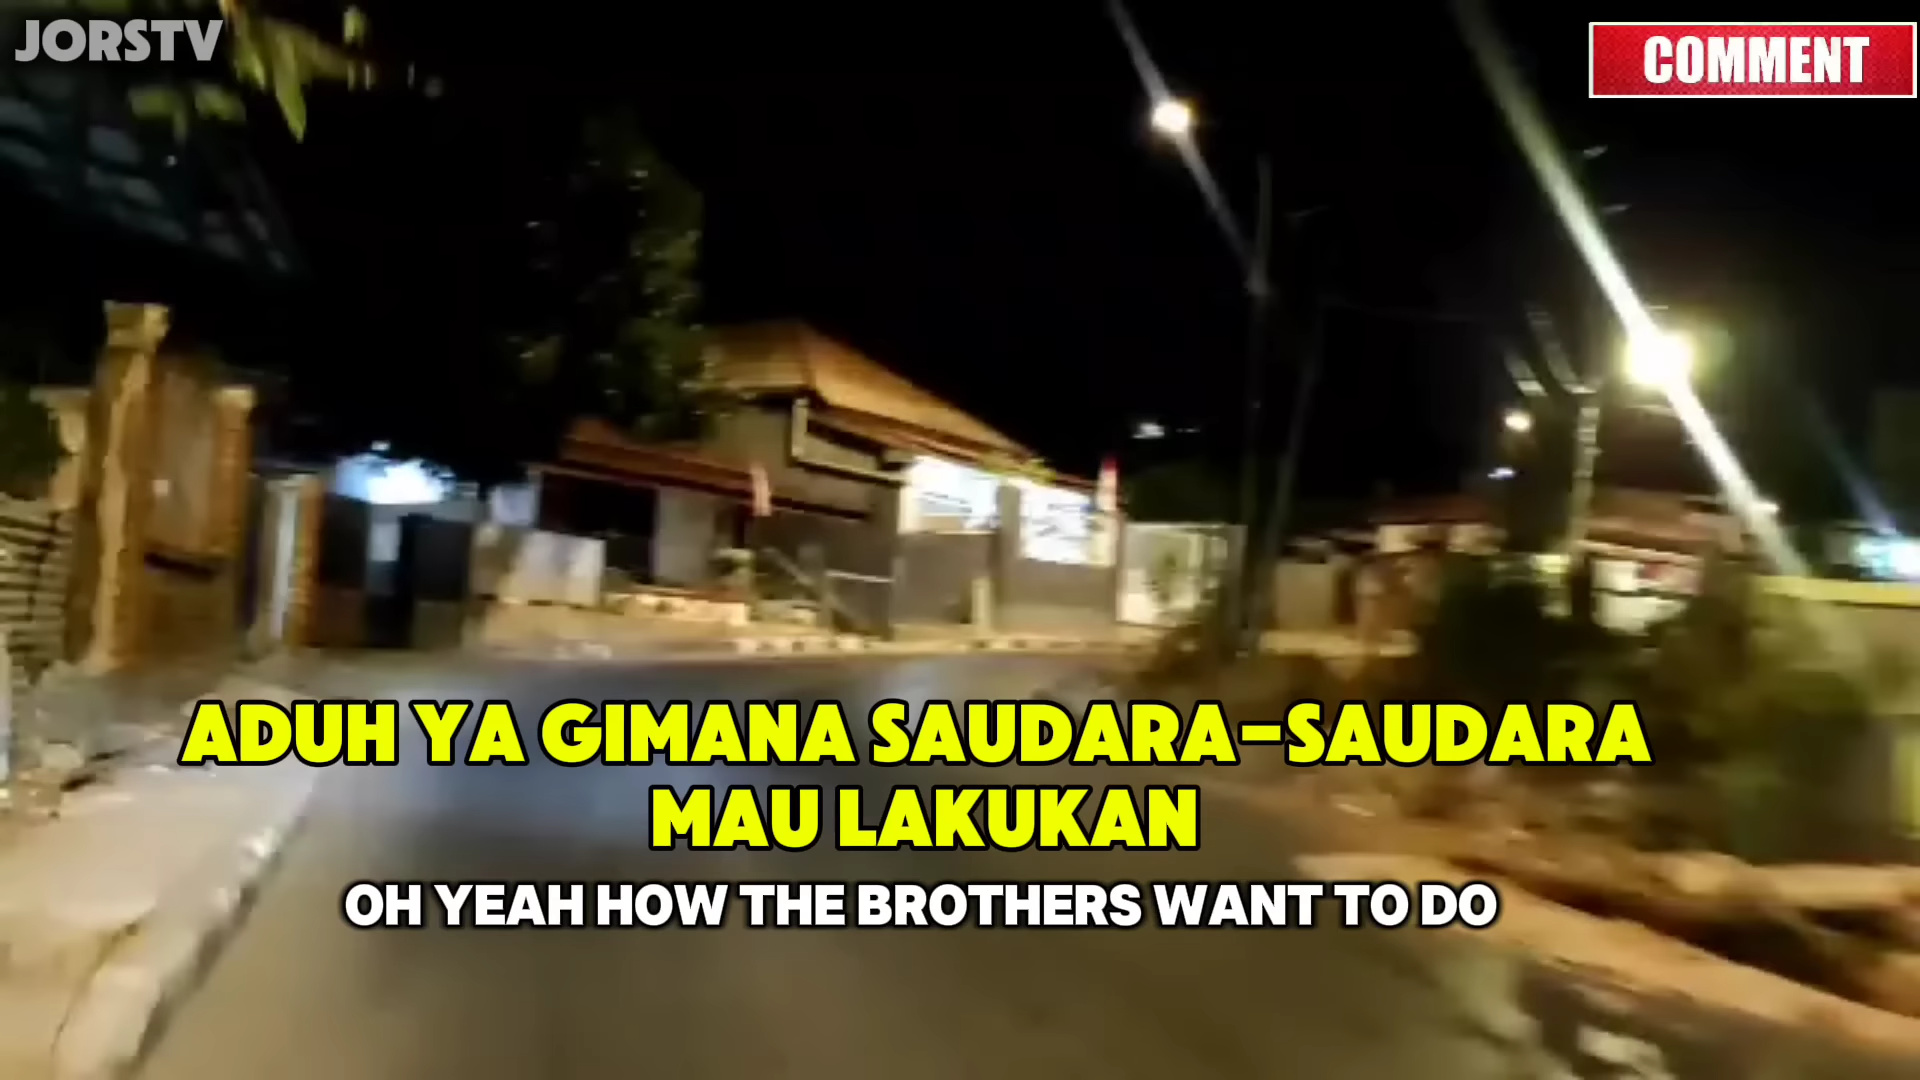 JORSTV
COMMENT
ADUH YA GIMANA SAUDARA-SAUDARA
MAU LAKUKAN
OH YEAH HOW THE BROTHERS WANT TO DO